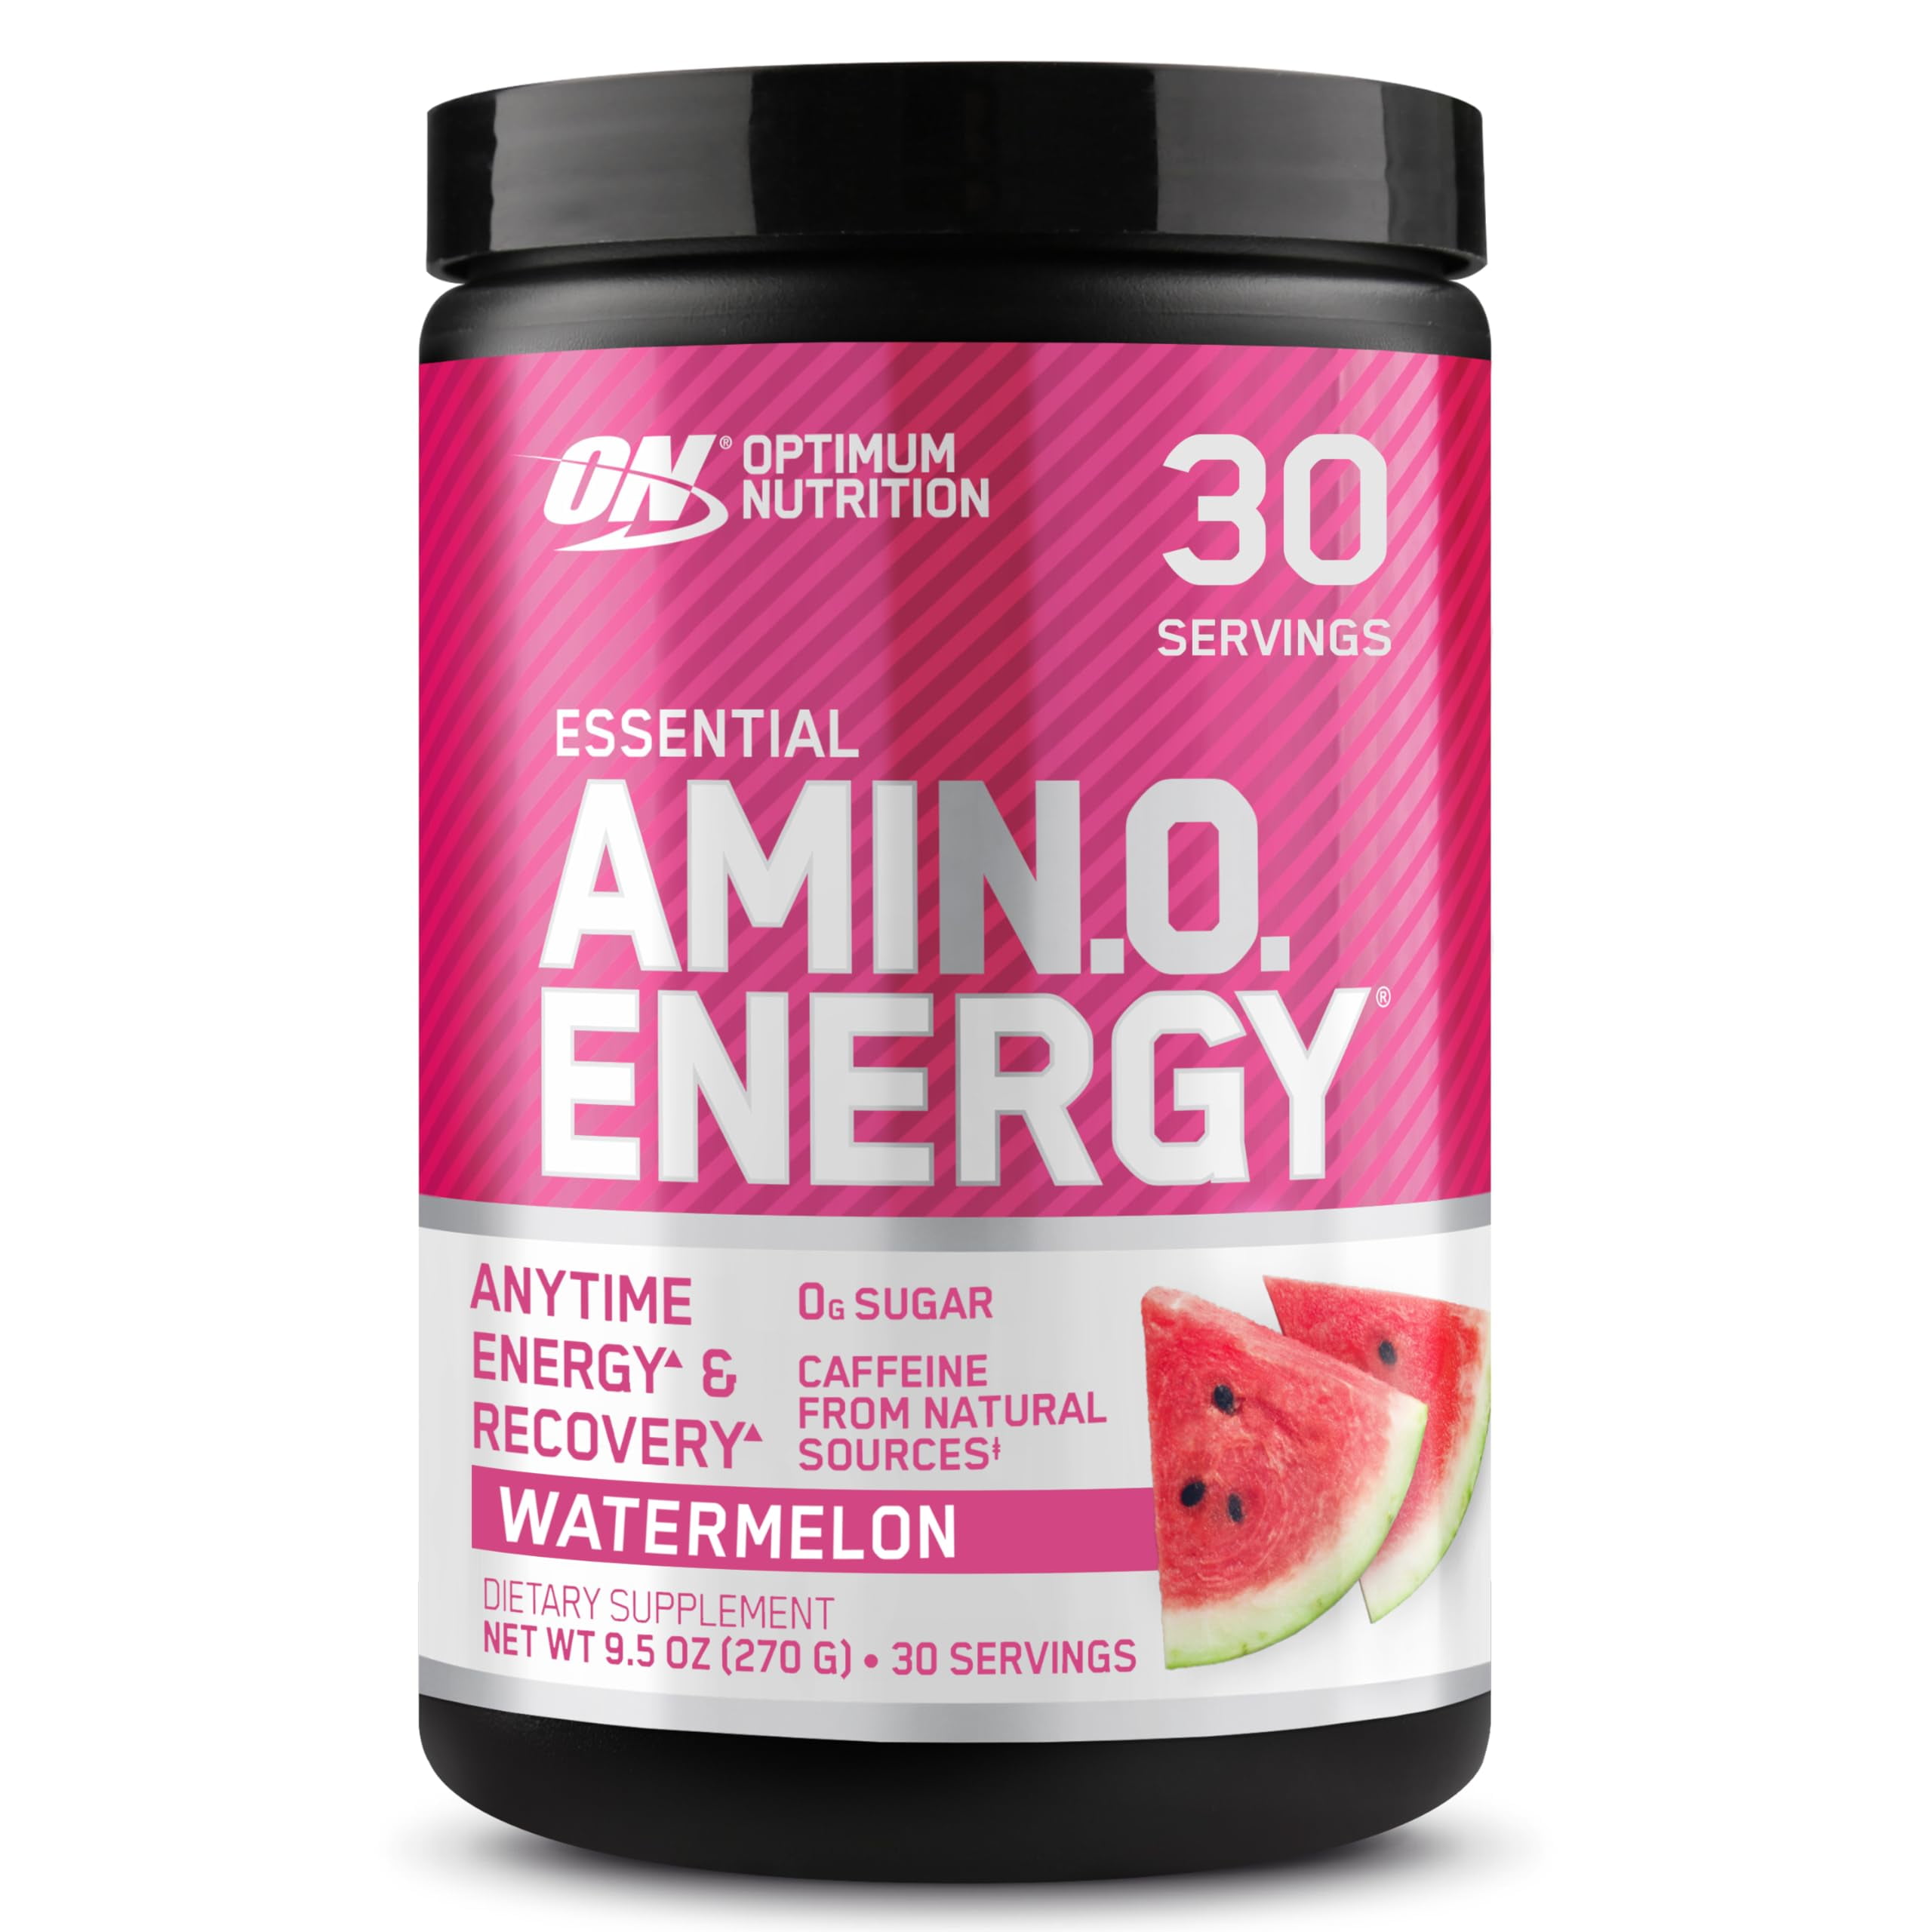 ON® OPTIMUM
NUTRITION
30
SERVINGS
ESSENTIAL
AMIN.O.
ENERGY®
ANYTIME
ENERGY▲ &
RECOVERY▲
0G SUGAR
CAFFEINE
FROM NATURAL
SOURCES‡
WATERMELON
DIETARY SUPPLEMENT
NET WT 9.5 OZ (270 G) • 30 SERVINGS